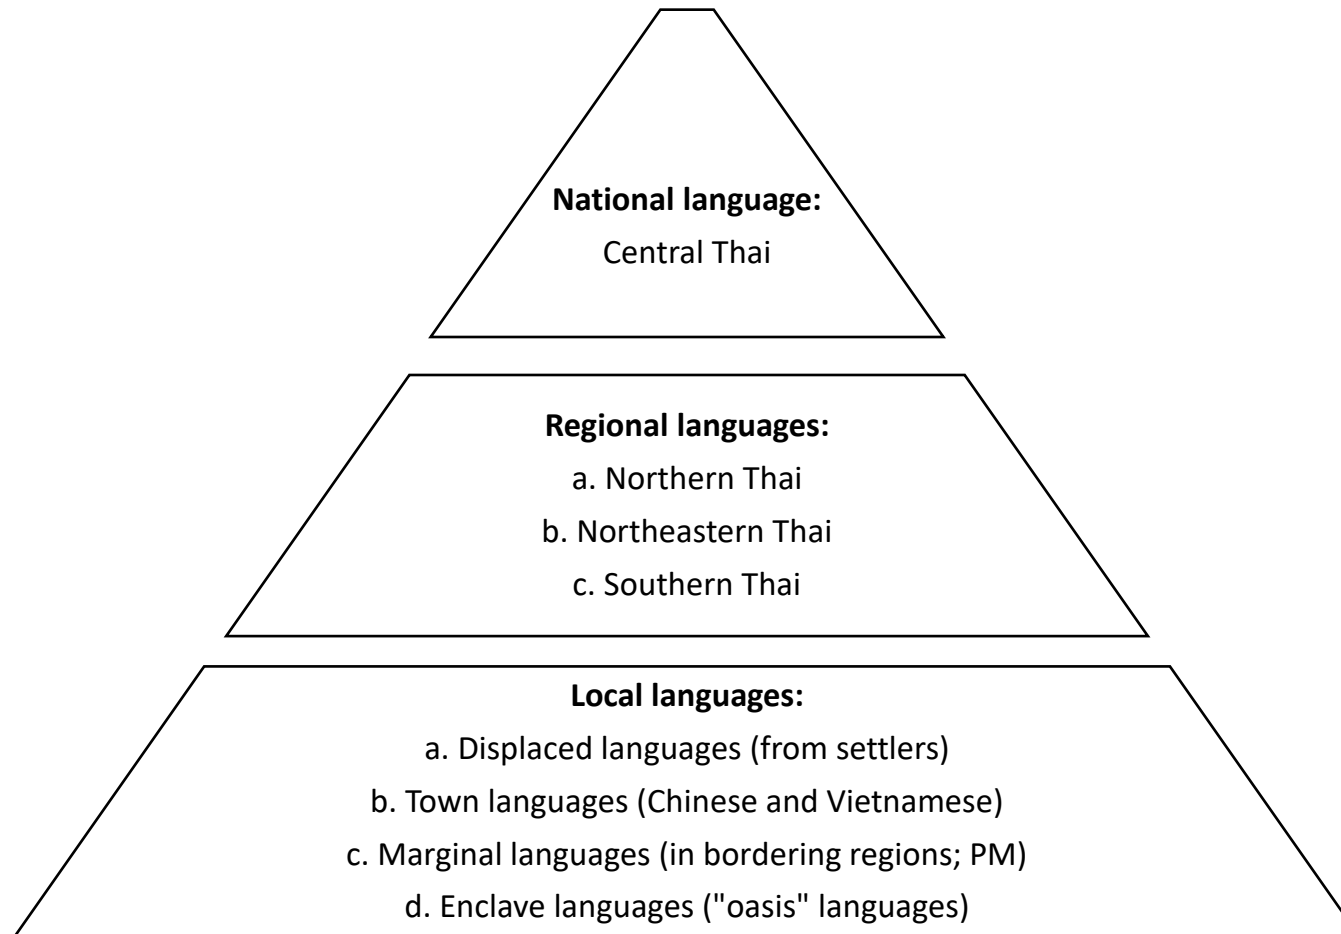 National language:
Central Thai
Regional languages:
a. Northern Thai
b. Northeastern Thai
c. Southern Thai
Local languages:
a. Displaced languages (from settlers)
b. Town languages (Chinese and Vietnamese)
c. Marginal languages (in bordering regions; PM)
d. Enclave languages ("oasis" languages)